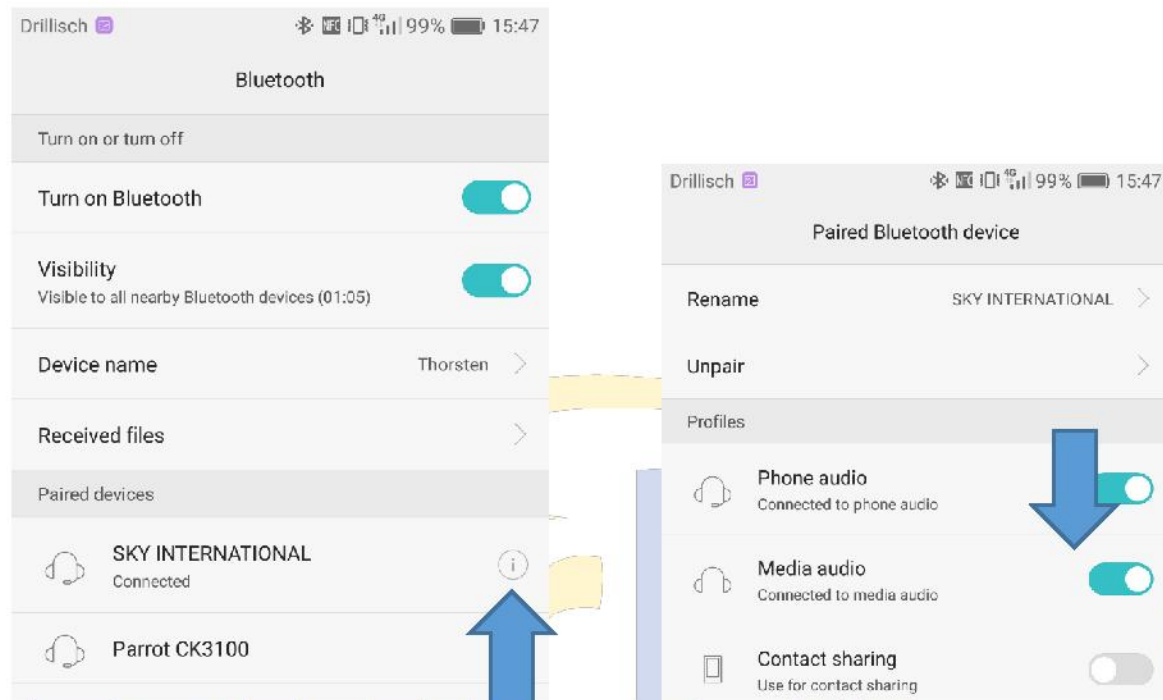 Drillisch 4G 99% 15:47
Bluetooth
Turn on or turn off
Turn on Bluetooth
Visibility
Visible to all nearby Bluetooth devices (01:05)
Device name Thorsten
Received files
Paired devices
SKY INTERNATIONAL
Connected
Parrot CK3100
Drillisch NFC 4G 99% 15:47
Paired Bluetooth device
Rename SKY INTERNATIONAL
Unpair
Profiles
Phone audio
Connected to phone audio
Media audio
Connected to media audio
Contact sharing
Use for contact sharing